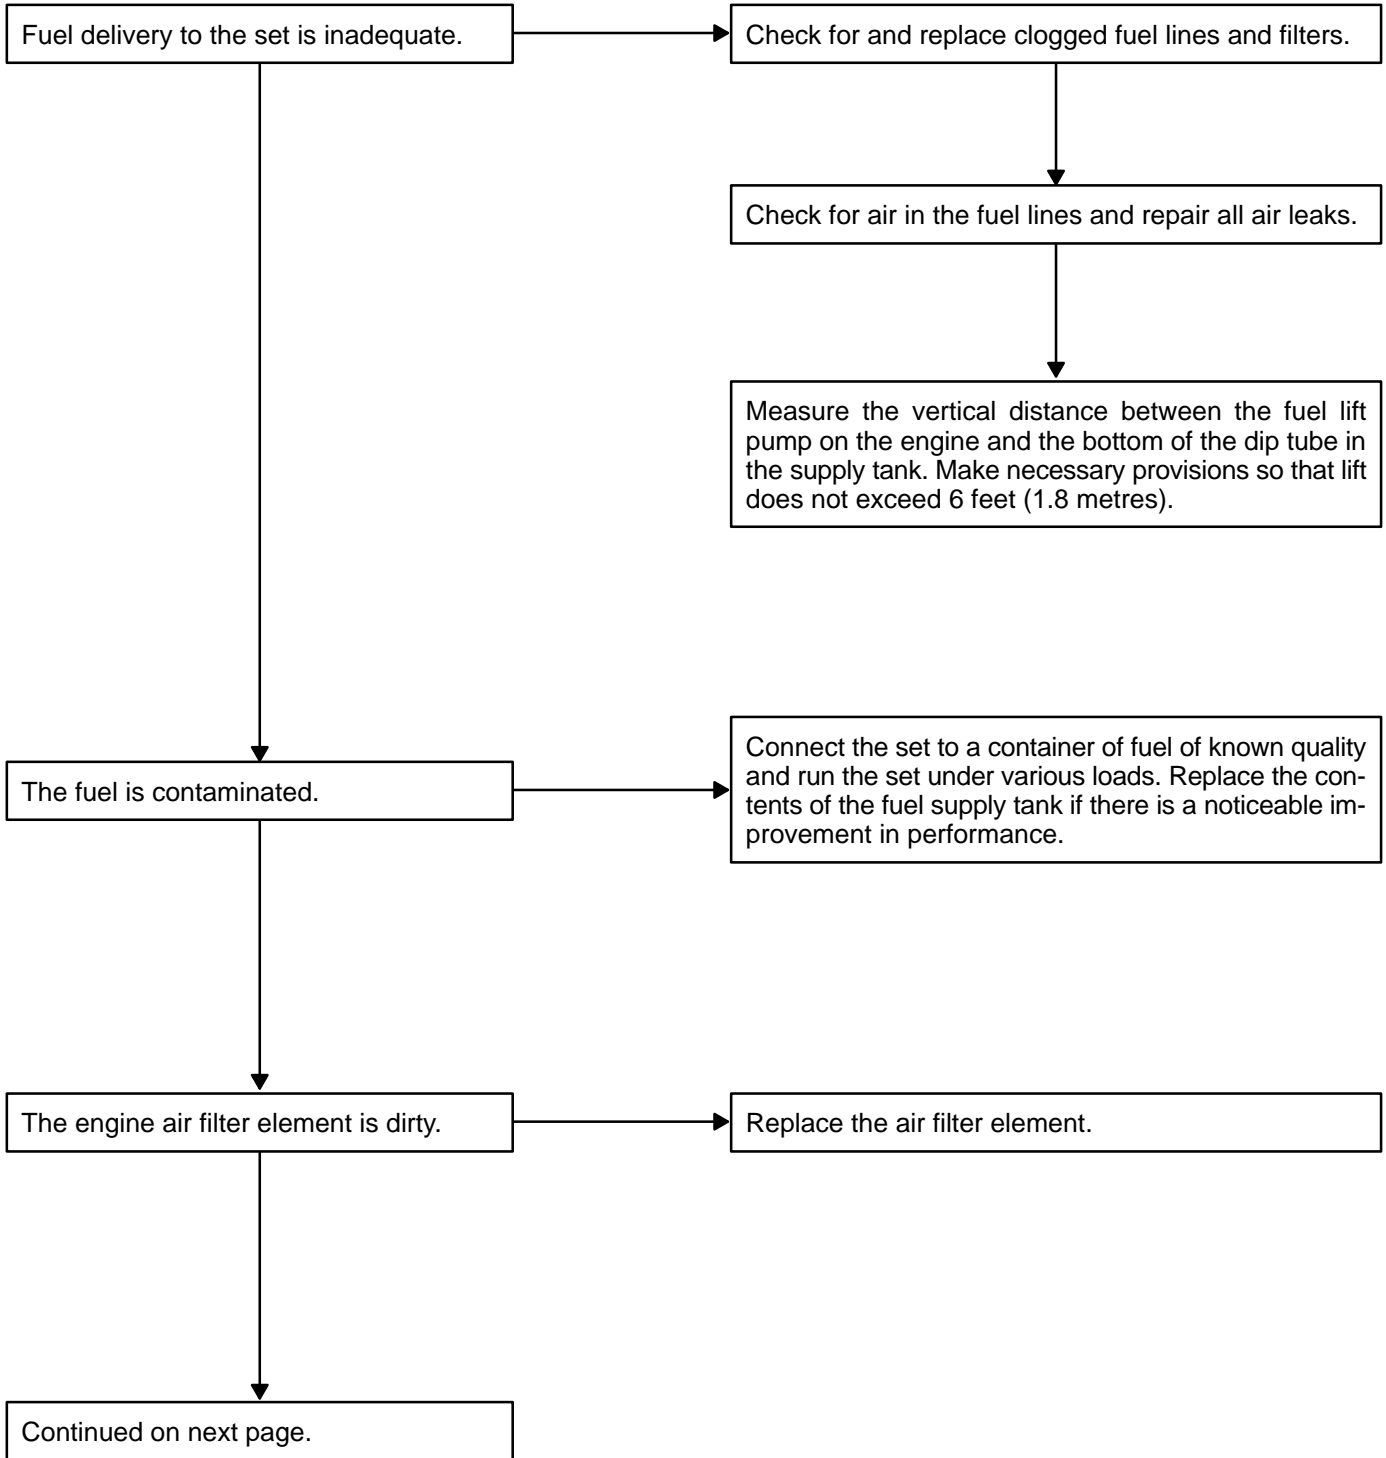 Fuel delivery to the set is inadequate.
Check for and replace clogged fuel lines and filters.
Check for air in the fuel lines and repair all air leaks.
Measure the vertical distance between the fuel lift
pump on the engine and the bottom of the dip tube in
the supply tank. Make necessary provisions so that lift
does not exceed 6 feet (1.8 metres).
The fuel is contaminated.
Connect the set to a container of fuel of known quality
and run the set under various loads. Replace the con-
tents of the fuel supply tank if there is a noticeable im-
provement in performance.
The engine air filter element is dirty.
Replace the air filter element.
Continued on next page.